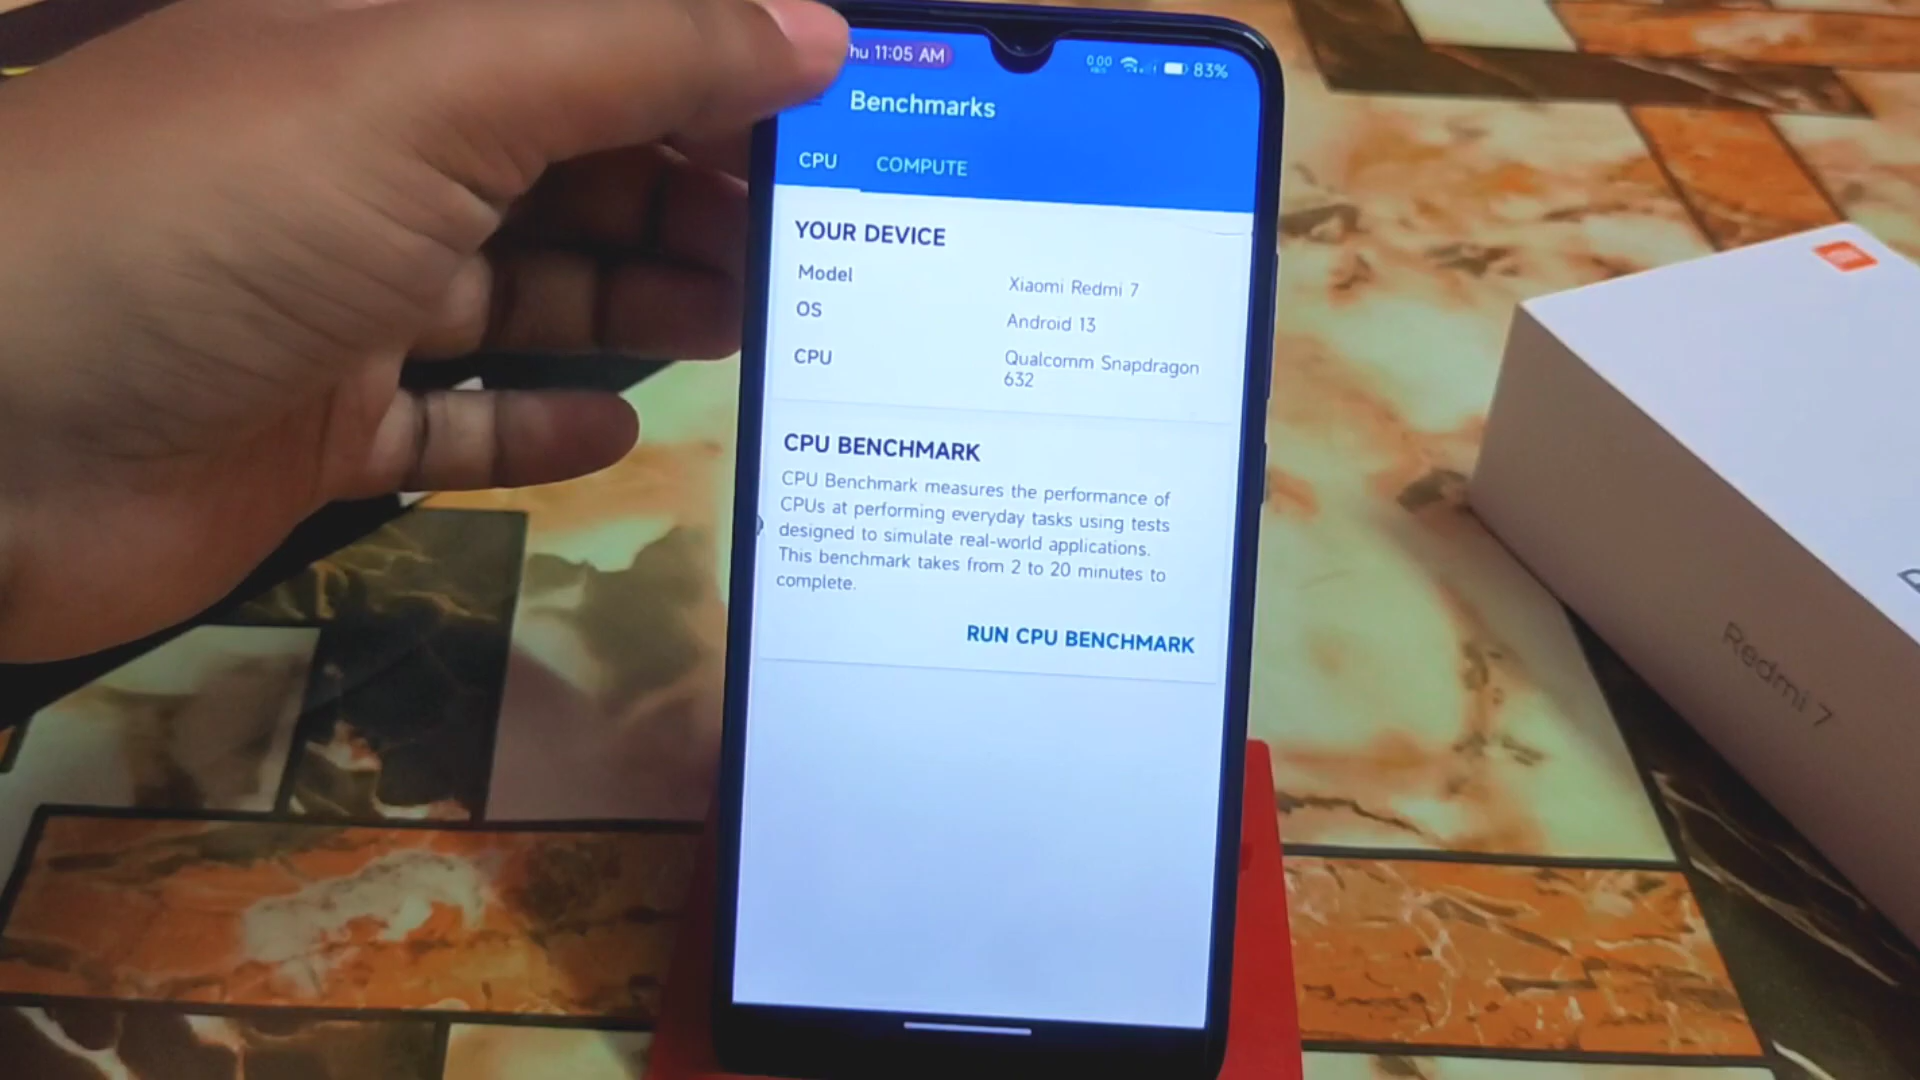 hu 11:05 AM
0.00
83%
Benchmarks
CPU
COMPUTE
YOUR DEVICE
Model
Xiaomi Redmi 7
OS
Android 13
CPU
Qualcomm Snapdragon
632
CPU BENCHMARK
CPU Benchmark measures the performance of
CPUs at performing everyday tasks using tests
designed to simulate real-world applications.
This benchmark takes from 2 to 20 minutes to
complete.
RUN CPU BENCHMARK
Redmi 7